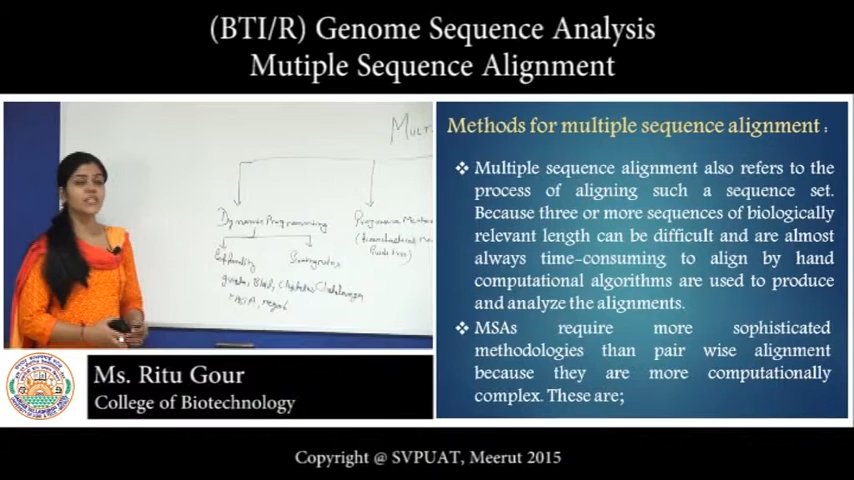 (BTI/R) Genome Sequence Analysis
Mutiple Sequence Alignment
Methods for multiple sequence alignment :
❖ Multiple sequence alignment also refers to the
process of aligning such a sequence set.
Because three or more sequences of biologically
relevant length can be difficult and are almost
always time-consuming to align by hand
computational algorithms are used to produce
and analyze the alignments.
❖ MSAs require more sophisticated
methodologies than pair wise alignment
because they are more computationally
complex. These are;
Dynamic Programming
Ms. Ritu Gour
College of Biotechnology
Copyright @ SVPUAT, Meerut 2015